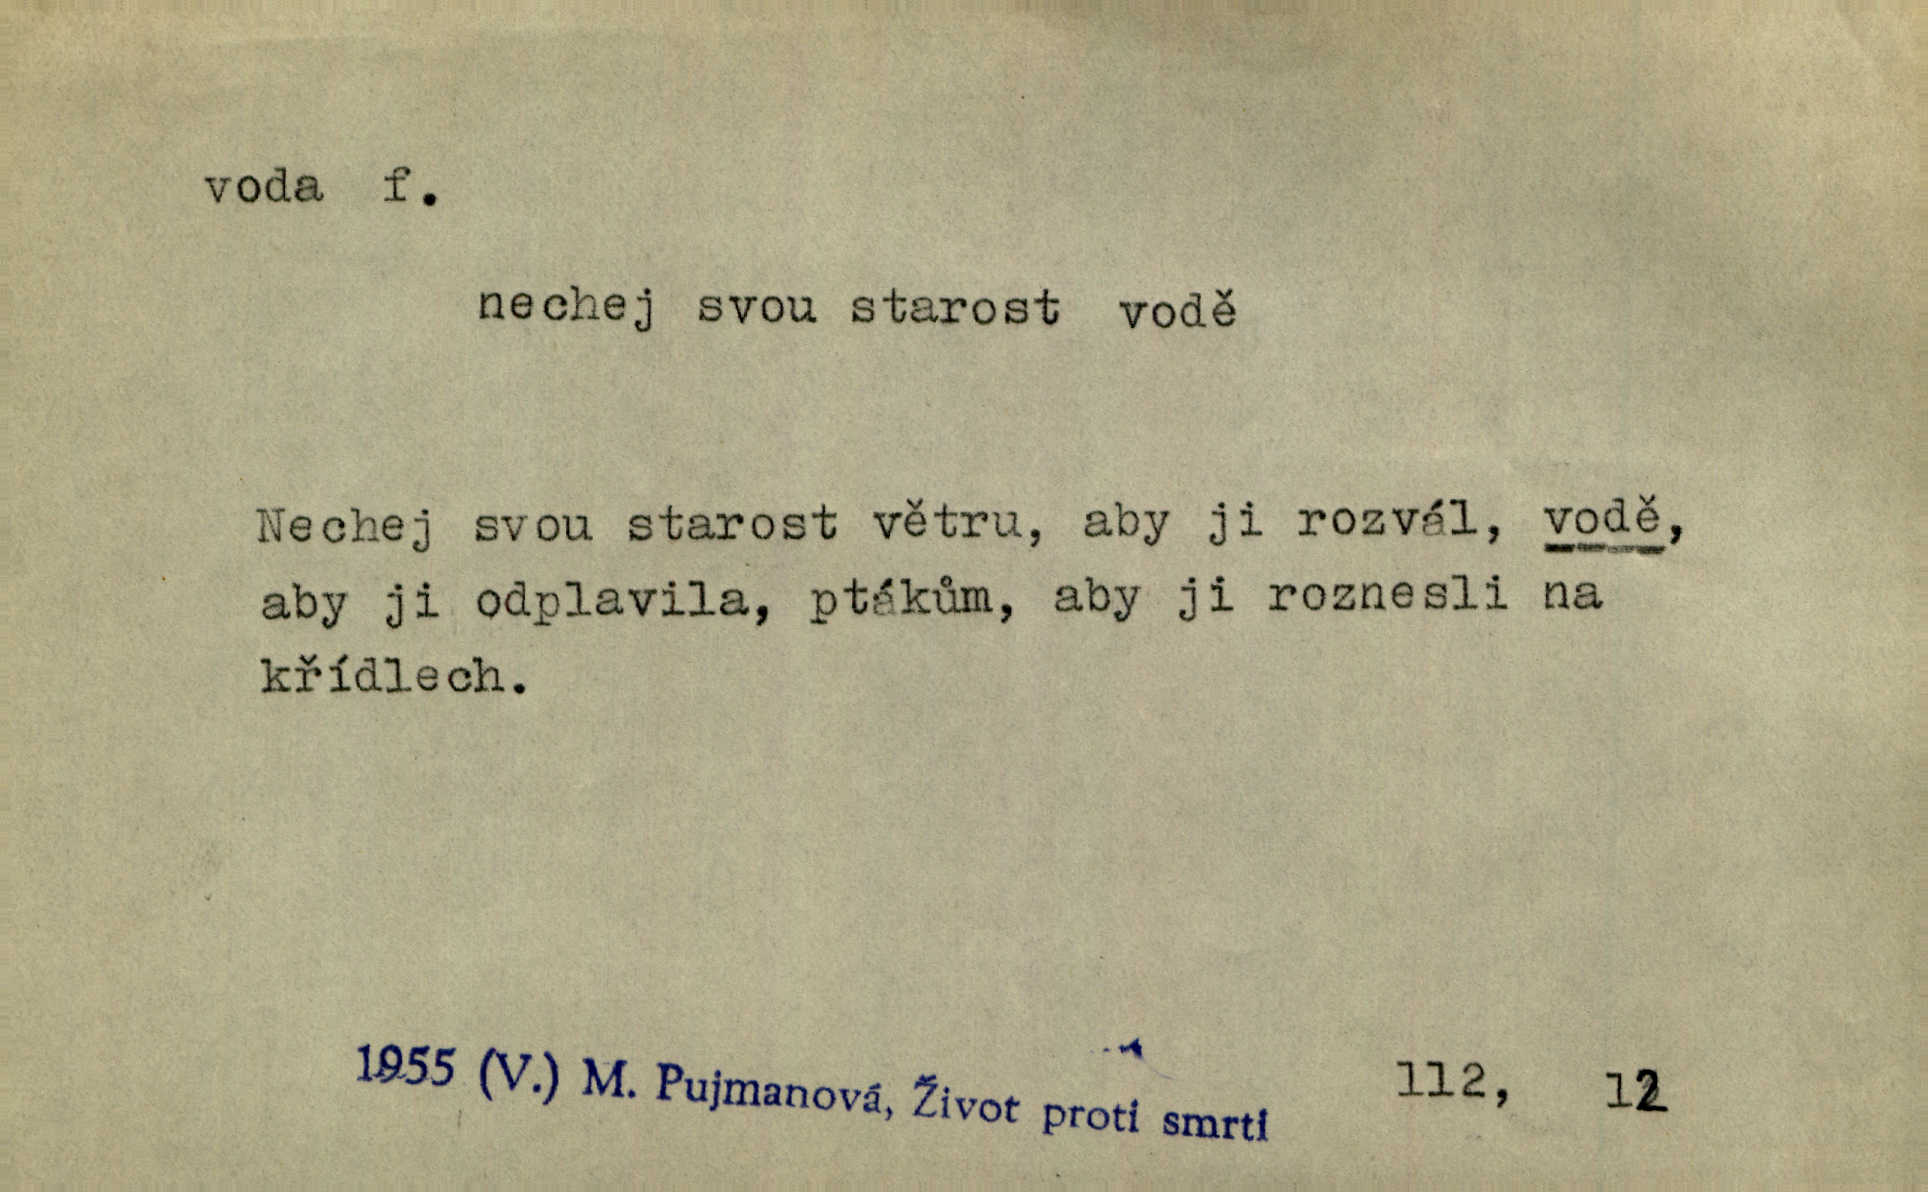 voda f.
nechej svou starost vodě
Nechej svou starost větru, aby ji rozvál, vodě,
aby ji odplavila, ptákům, aby ji roznesli na
křídlech.
1955 (V.) M. Pujmanová, Život proti smrti 112, 12